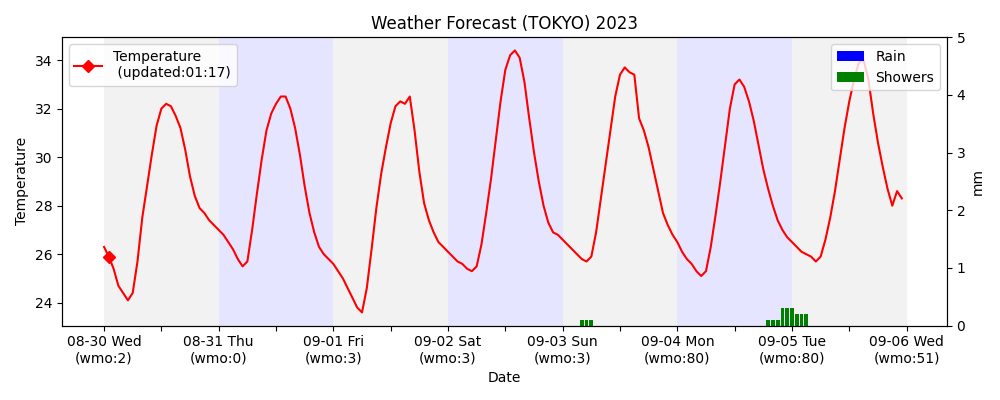 Weather Forecast (TOKYO) 2023
Temperature
(updated:01:17)
Rain
Showers
34
32
30
28
26
24
Temperature
5
4
3
2
1
0
mm
08-30 Wed
(wmo:2)
08-31 Thu
(wmo:0)
09-01 Fri
(wmo:3)
09-02 Sat
(wmo:3)
09-03 Sun
(wmo:3)
09-04 Mon
(wmo:80)
09-05 Tue
(wmo:80)
09-06 Wed
(wmo:51)
Date